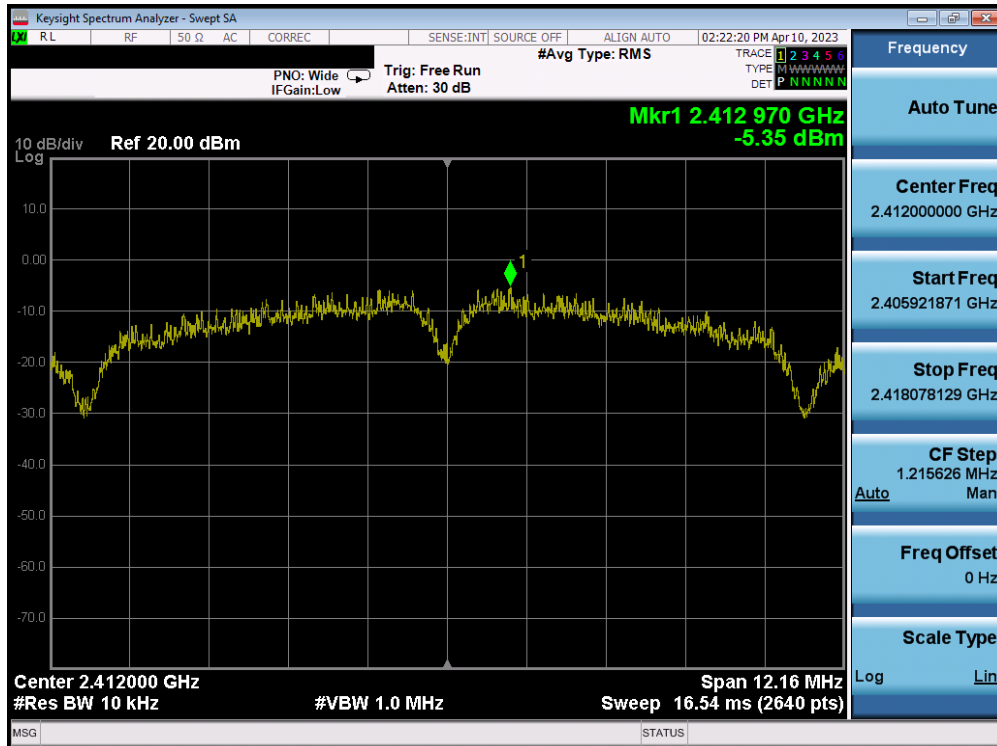 Keysight Spectrum Analyzer - Swept SA
LXI RL RF 50 Ω AC CORREC SENSE:INT SOURCE OFF ALIGN AUTO 02:22:20 PM Apr 10, 2023
#Avg Type: RMS
TRACE 1 2 3 4 5 6
PNO: Wide Trig: Free Run TYPE M W W W W W
IFGain:Low Atten: 30 dB DET P N N N N N
Mkr1 2.412 970 GHz
-5.35 dBm
10 dB/div Ref 20.00 dBm
Log
10.0
0.00
-10.0
-20.0
-30.0
-40.0
-50.0
-60.0
-70.0
1
Center 2.412000 GHz Span 12.16 MHz
#Res BW 10 kHz #VBW 1.0 MHz Sweep 16.54 ms (2640 pts)
MSG STATUS
Frequency
Auto Tune
Center Freq
2.412000000 GHz
Start Freq
2.405921871 GHz
Stop Freq
2.418078129 GHz
CF Step
1.215626 MHz
Auto Man
Freq Offset
0 Hz
Scale Type
Log Lin